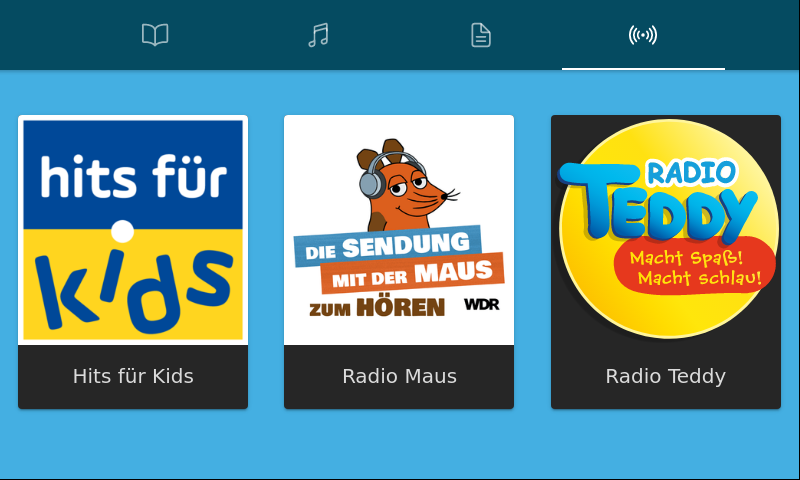 hits für
kids
Hits für Kids
DIE SENDUNG
MIT DER MAUS
ZUM HÖREN WDR
Radio Maus
RADIO
TEDDY
Macht Spaß!
Macht schlau!
Radio Teddy